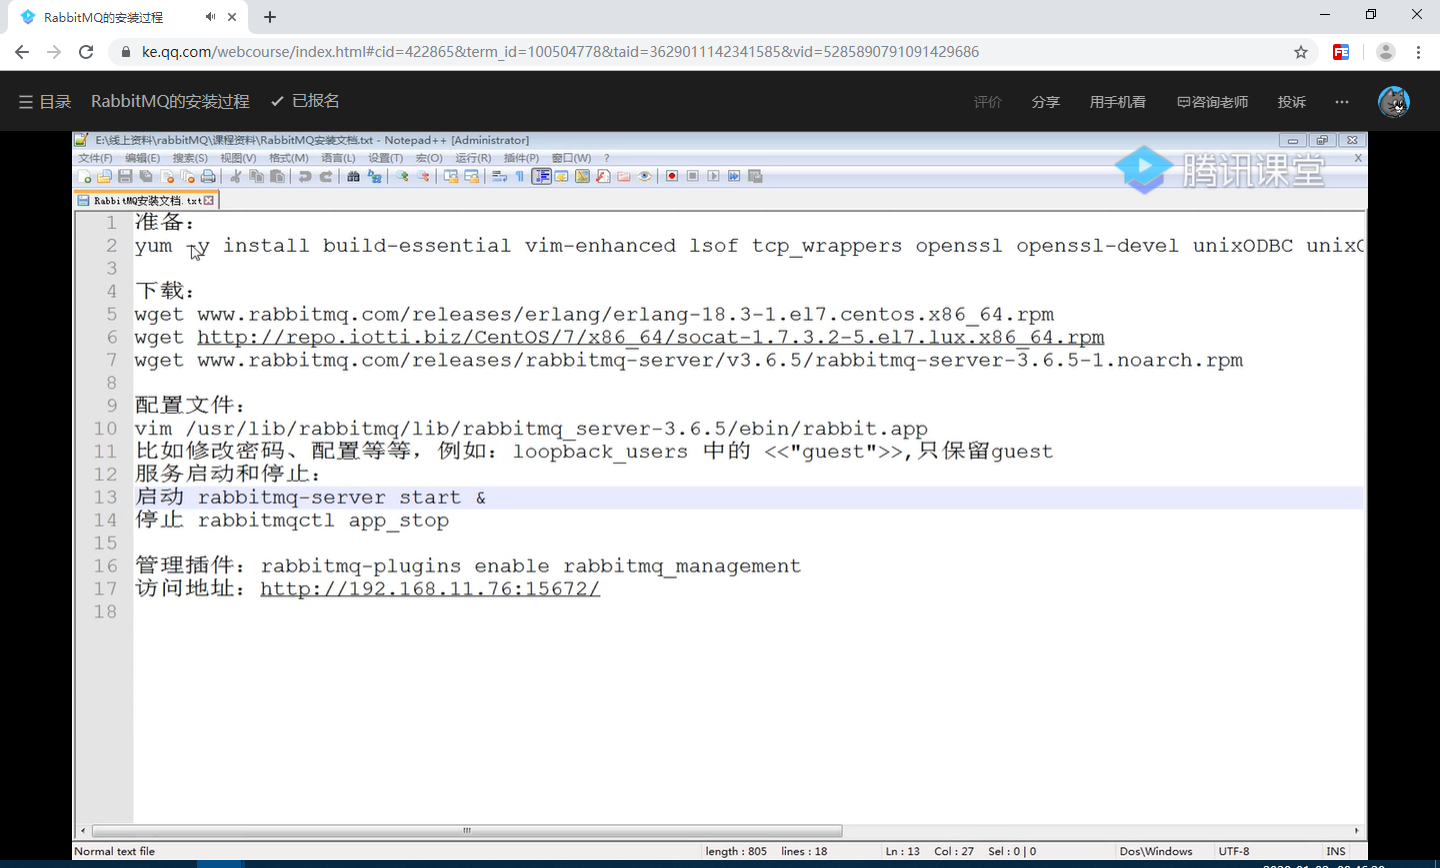 RabbitMQ的安装过程
ke.qq.com/webcourse/index.html#cid=422865&term_id=100504778&taid=3629011142341585&vid=5285890791091429686
目录 RabbitMQ的安装过程 已报名 评价 分享 用手机看 咨询老师 投诉 ···
E:\线上资料\rabbitMQ\课程资料\RabbitMQ安装文档.txt - Notepad++ [Administrator]
文件(F) 编辑(E) 搜索(S) 视图(V) 格式(M) 语言(L) 设置(T) 宏(O) 运行(R) 插件(P) 窗口(W) ? X
腾讯课堂
RabbitMQ安装文档.txt
1 准备：
2 yum -y install build-essential vim-enhanced lsof tcp_wrappers openssl openssl-devel unixODBC unixO
3
4 下载：
5 wget www.rabbitmq.com/releases/erlang/erlang-18.3-1.el7.centos.x86_64.rpm
6 wget http://repo.iotti.biz/CentOS/7/x86_64/socat-1.7.3.2-5.el7.lux.x86_64.rpm
7 wget www.rabbitmq.com/releases/rabbitmq-server/v3.6.5/rabbitmq-server-3.6.5-1.noarch.rpm
8
9 配置文件：
10 vim /usr/lib/rabbitmq/lib/rabbitmq_server-3.6.5/ebin/rabbit.app
11 比如修改密码、配置等等，例如：loopback_users 中的 <<"guest">>,只保留guest
12 服务启动和停止：
13 启动 rabbitmq-server start &
14 停止 rabbitmqctl app_stop
15
16 管理插件：rabbitmq-plugins enable rabbitmq_management
17 访问地址：http://192.168.11.76:15672/
18
Normal text file length : 805 lines : 18 Ln : 13 Col : 27 Sel : 0 | 0 Dos\Windows UTF-8 INS